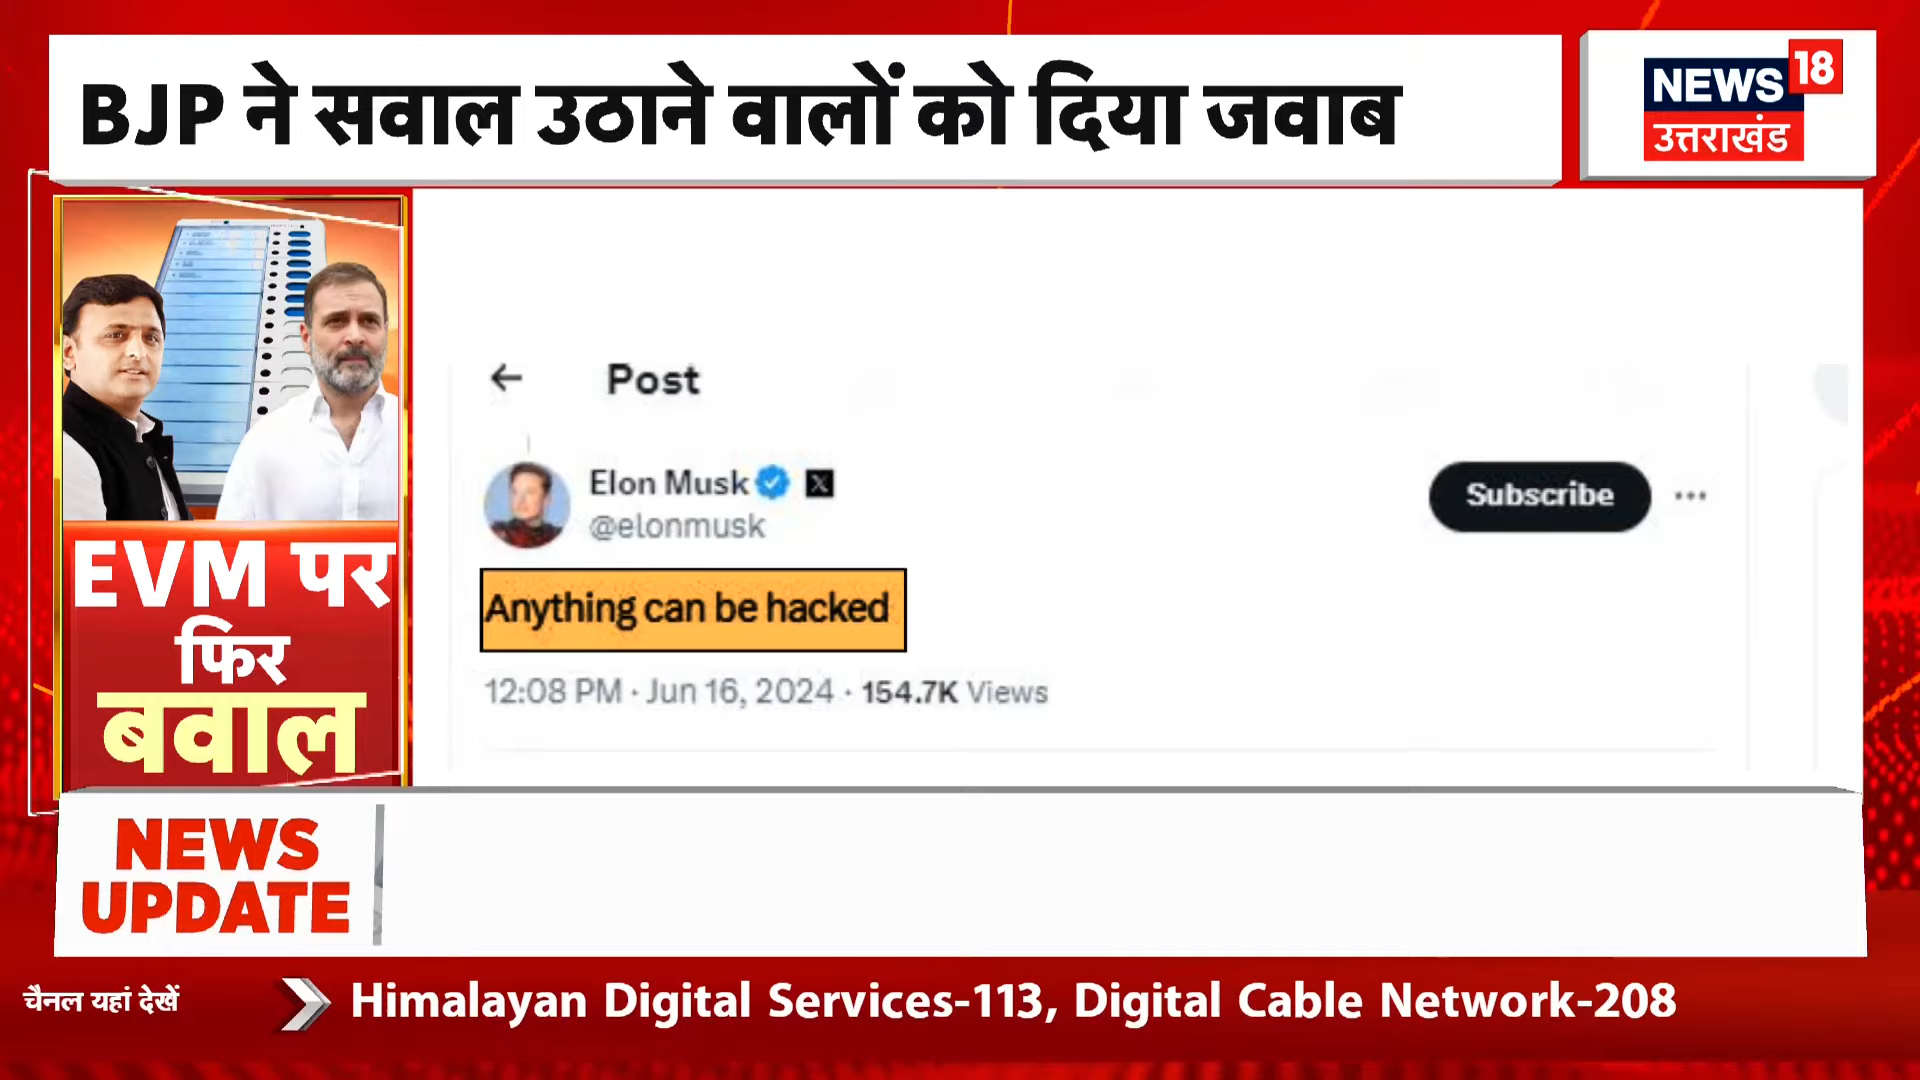 BJP ने सवाल उठाने वालों को दिया जवाब
NEWS 18
उत्तराखंड
Post
Elon Musk
@elonmusk
Subscribe
Anything can be hacked
12:08 PM · Jun 16, 2024 · 154.7K Views
EVM पर
फिर
बवाल
NEWS
UPDATE
चैनल यहां देखें
Himalayan Digital Services-113, Digital Cable Network-208